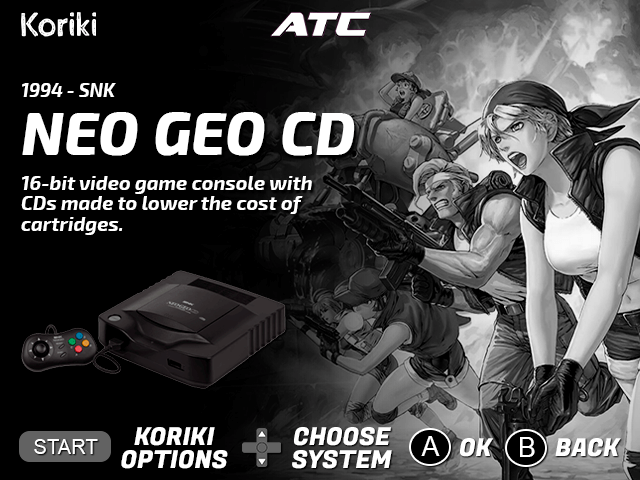 Koriki
ATC
1994 - SNK
NEO GEO CD
16-bit video game console with
CDs made to lower the cost of
cartridges.
START
KORIKI
OPTIONS
CHOOSE
SYSTEM
A OK
B BACK